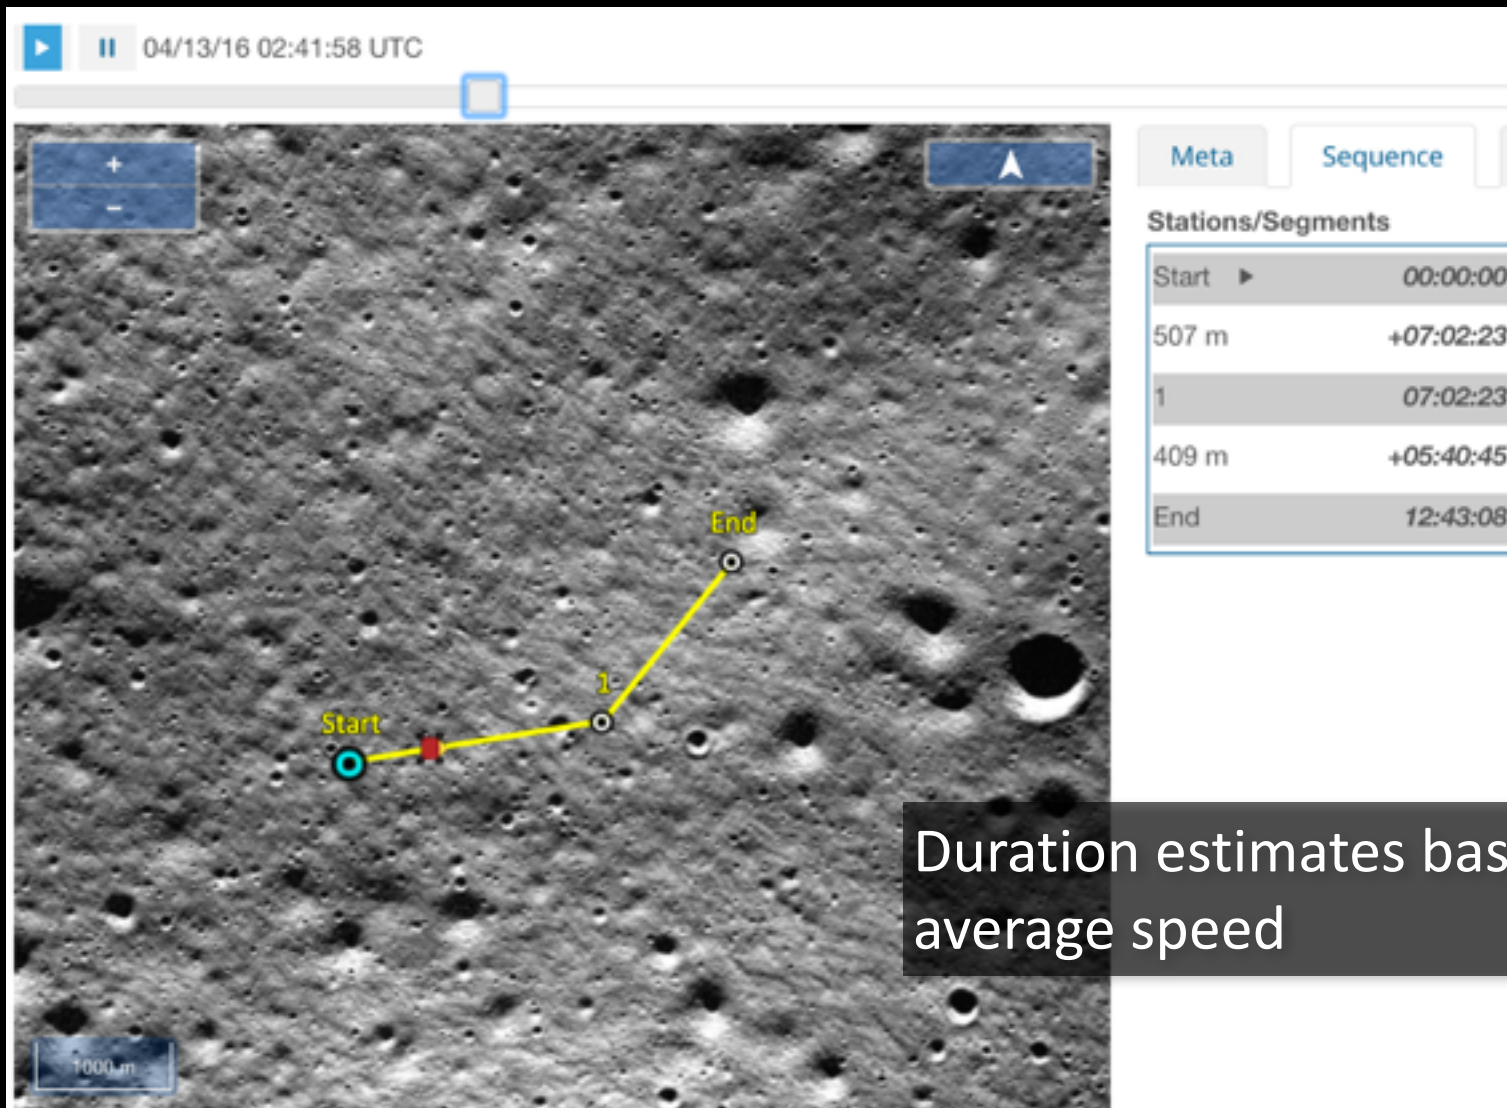 04/13/16 02:41:58 UTC
+
−
Meta Sequence
Stations/Segments
Start 00:00:00
507 m +07:02:23
1 07:02:23
409 m +05:40:45
End 12:43:08
End
1
Start
Duration estimates bas
average speed
1000 m